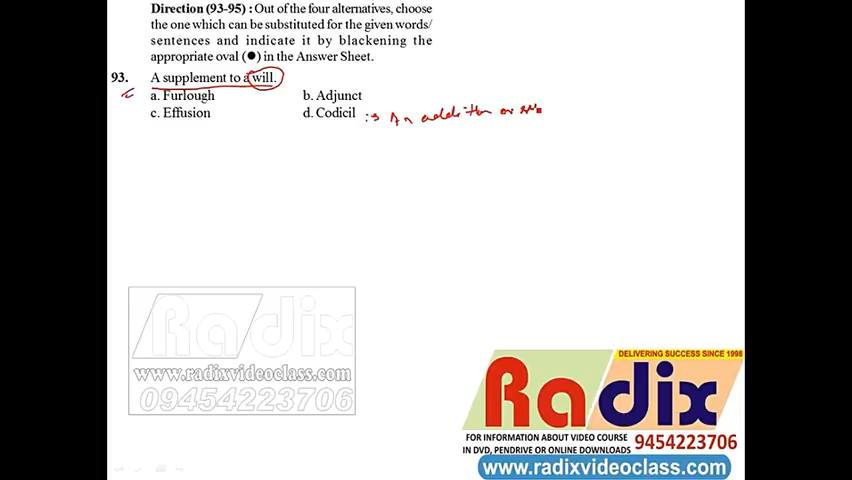 Direction (93-95) : Out of the four alternatives, choose
the one which can be substituted for the given words/
sentences and indicate it by blackening the
appropriate oval (●) in the Answer Sheet.
93. A supplement to a will.
a. Furlough b. Adjunct
c. Effusion d. Codicil :→ An addition or
Radix
www.radixvideoclass.com
09454223706
DELIVERING SUCCESS SINCE 1998
Radix
FOR INFORMATION ABOUT VIDEO COURSE
IN DVD, PENDRIVE OR ONLINE DOWNLOADS 9454223706
www.radixvideoclass.com